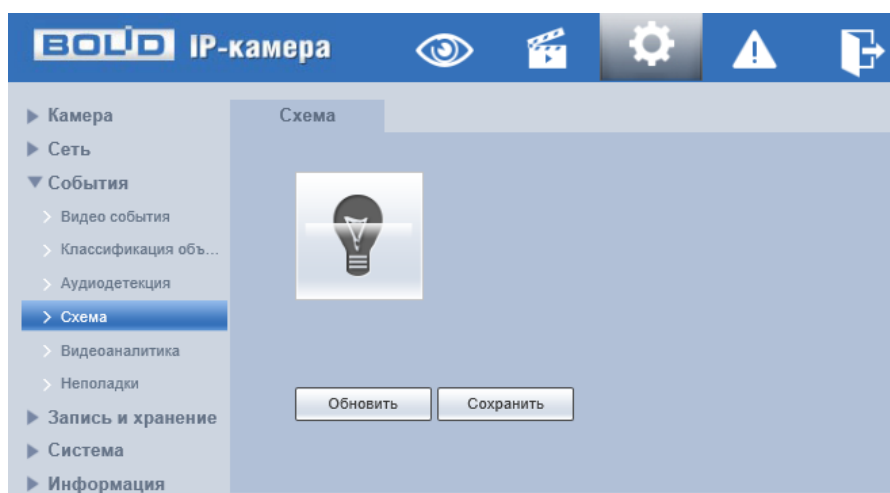 BOLID IP-камера
Камера
Схема
Сеть
События
Видео события
Классификация объ...
Аудиодетекция
Схема
Видеоаналитика
Неполадки
Обновить
Сохранить
Запись и хранение
Система
Информация